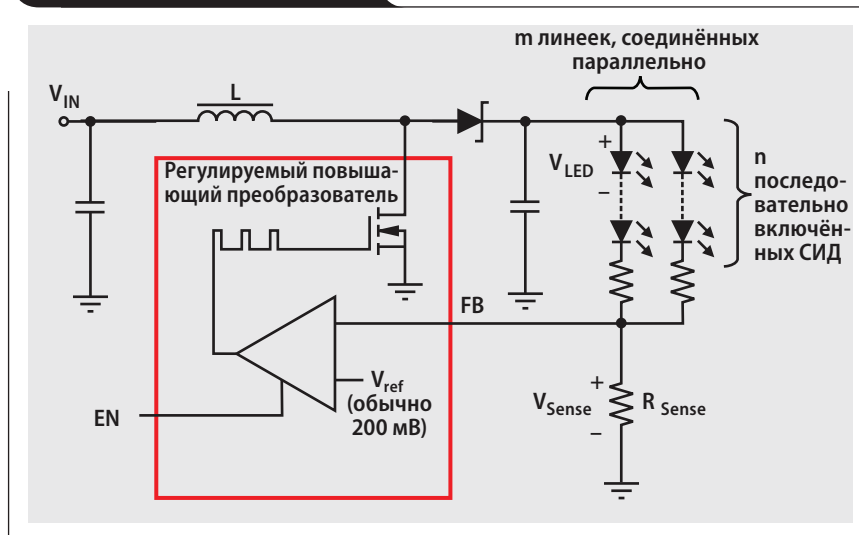 m линеек, соединённых
параллельно
V_IN
L
Регулируемый повыша-
ющий преобразователь
+
V_LED
–
n
последо-
вательно
включён-
ных СИД
FB
V_ref
(обычно
200 мВ)
EN
+
V_Sense
–
R_Sense